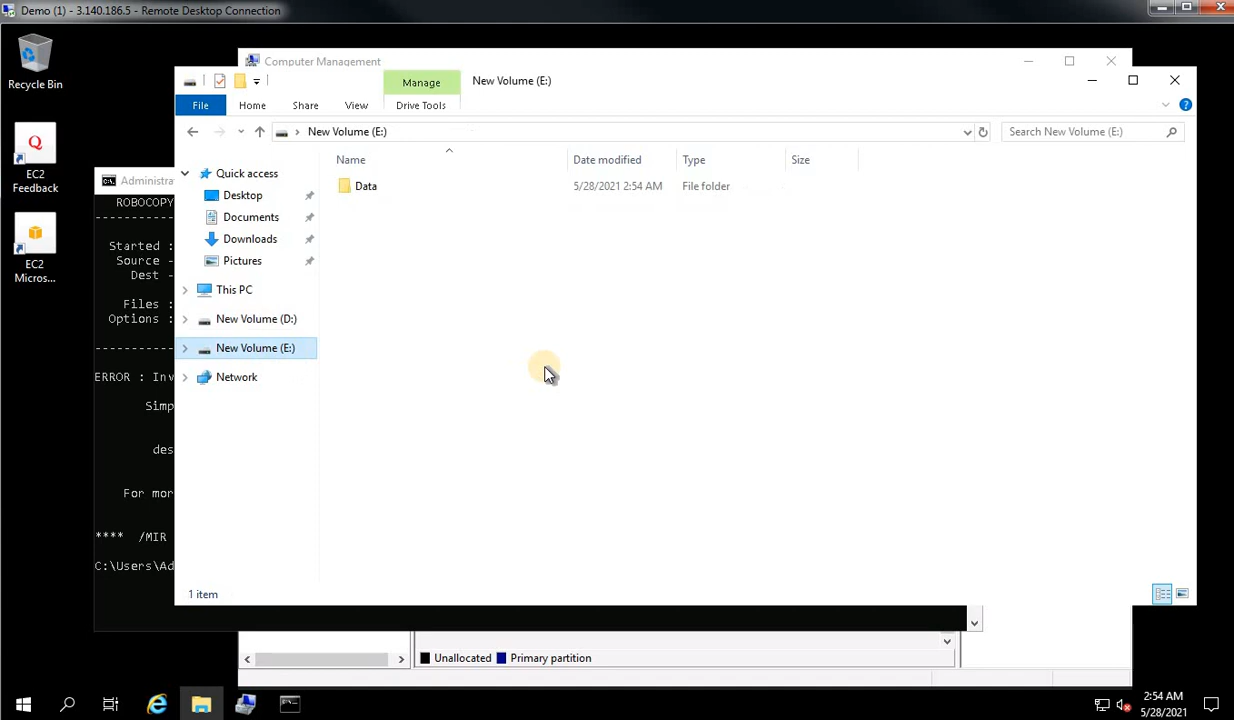 Demo (1) - 3.140.186.5 - Remote Desktop Connection
Recycle Bin
EC2
Feedback
EC2
Micros...
Computer Management
Manage
New Volume (E:)
File
Home
Share
View
Drive Tools
New Volume (E:)
Search New Volume (E:)
Name
Date modified
Type
Size
Data
5/28/2021 2:54 AM
File folder
Quick access
Desktop
Documents
Downloads
Pictures
This PC
New Volume (D:)
New Volume (E:)
Network
1 item
Administra
ROBOCOPY
Started :
Source -
Dest -
Files :
Options :
ERROR : Inv
Simp
des
For mor
**** /MIR
C:\Users\Ad
Unallocated
Primary partition
2:54 AM
5/28/2021